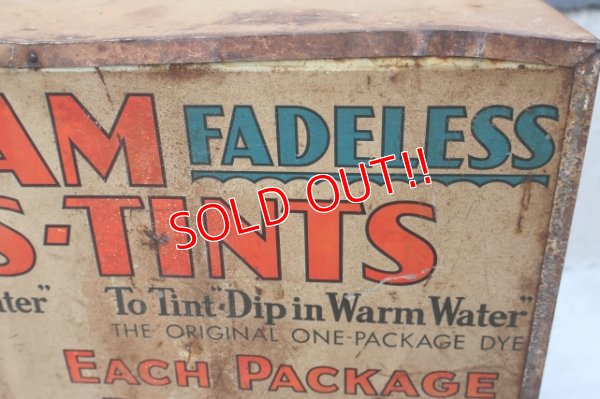 AM FADELESS
S·TINTS
SOLD OUT!!
ater" To Tint "Dip in Warm Water"
THE ORIGINAL ONE-PACKAGE DYE
EACH PACKAGE